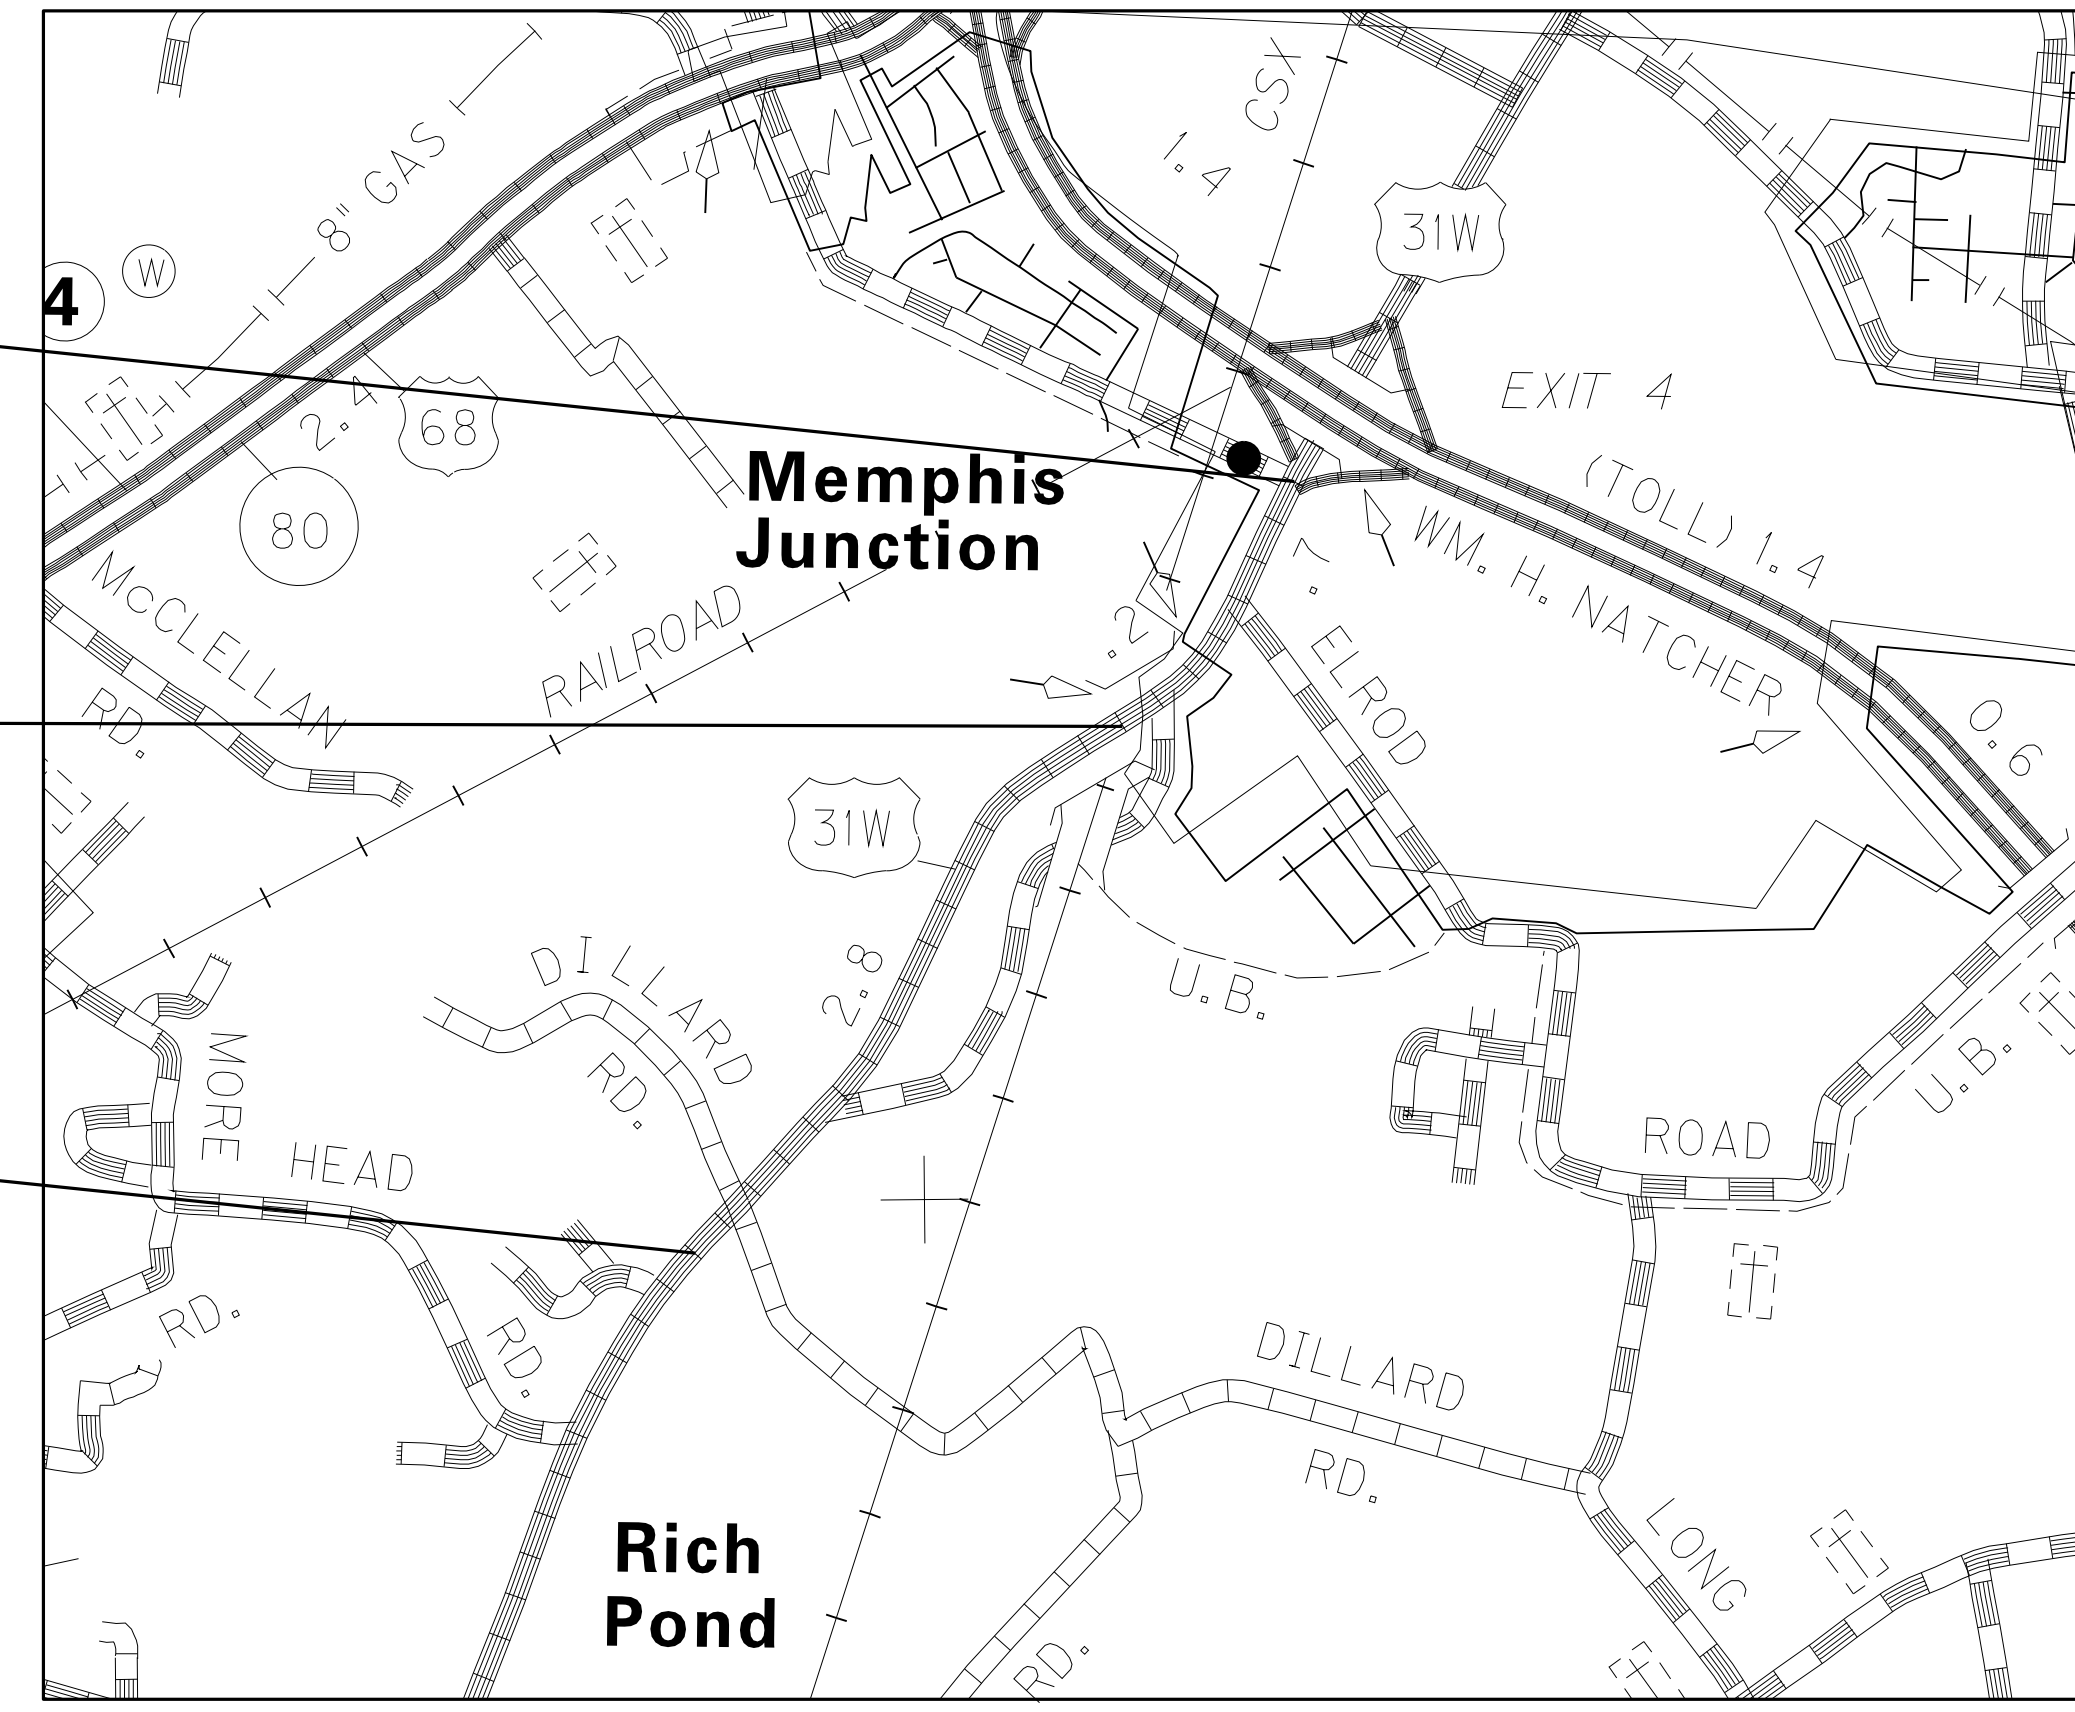 CSX
1.4
8" GAS
31W
W
4
EXIT 4
2.4
68
(TOLL) 1.4
Memphis
Junction
80
WM. H. NATCHER
.7
McCLELLAN
RD.
RAILROAD
.2
ELROD
0.6
31W
DILLARD
RD.
2.8
U.B.
MORE
HEAD
RD.
U.B.
ROAD
RD.
DILLARD
RD.
LONG
Rich
Pond
RD.